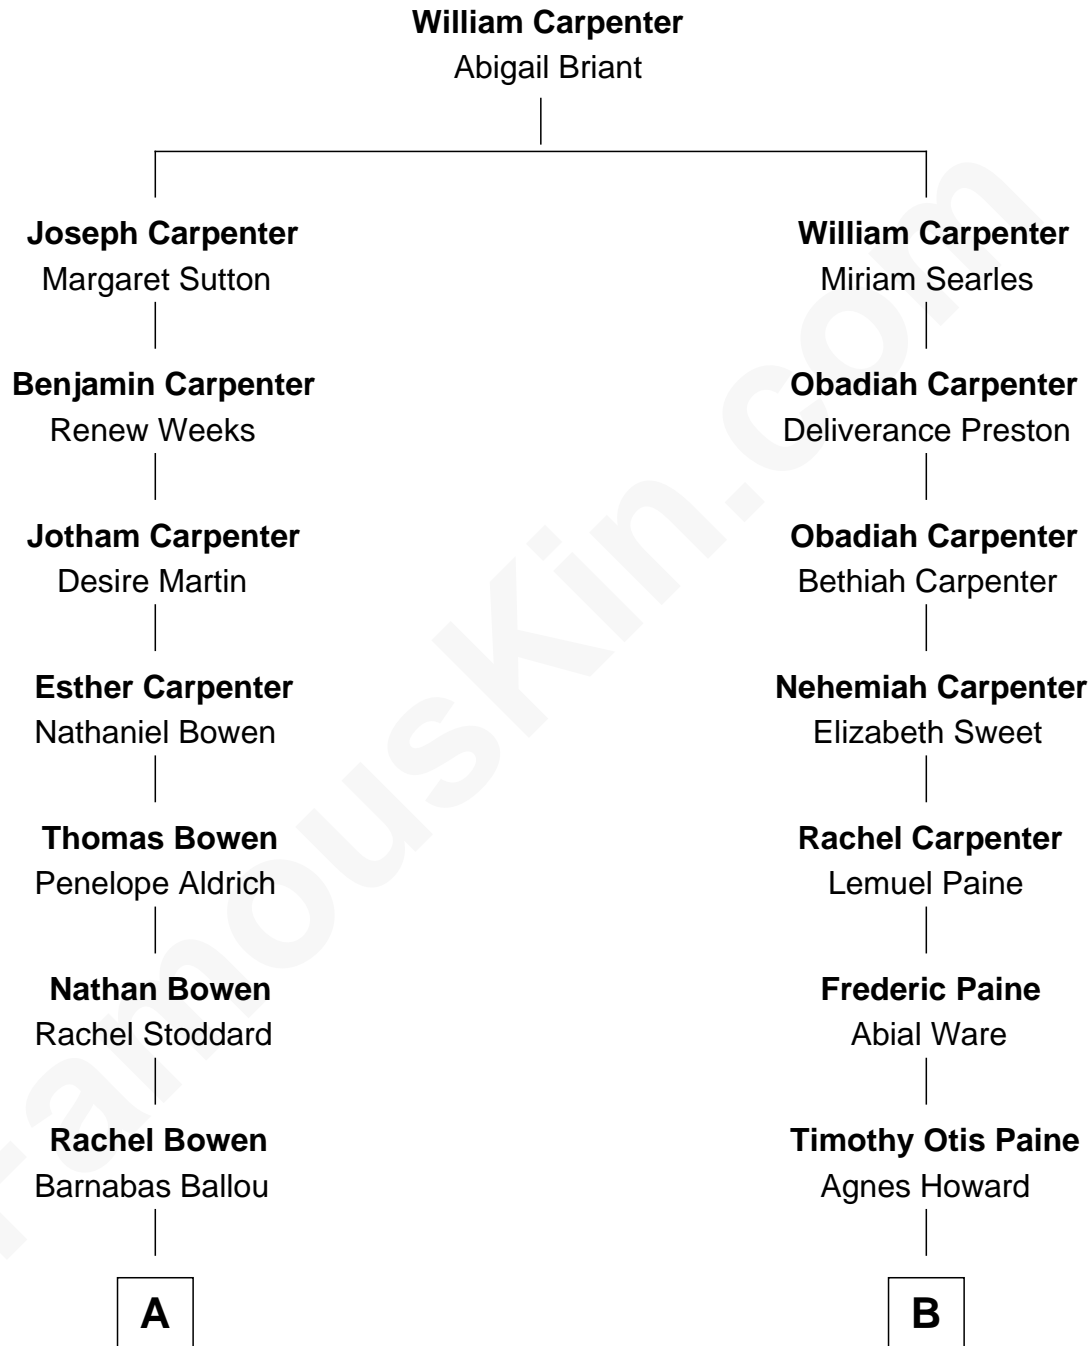 William Carpenter
Abigail Briant
Joseph Carpenter
Margaret Sutton
William Carpenter
Miriam Searles
Benjamin Carpenter
Renew Weeks
Obadiah Carpenter
Deliverance Preston
Jotham Carpenter
Desire Martin
Obadiah Carpenter
Bethiah Carpenter
Esther Carpenter
Nathaniel Bowen
Nehemiah Carpenter
Elizabeth Sweet
Thomas Bowen
Penelope Aldrich
Rachel Carpenter
Lemuel Paine
Nathan Bowen
Rachel Stoddard
Frederic Paine
Abial Ware
Rachel Bowen
Barnabas Ballou
Timothy Otis Paine
Agnes Howard
A
B
FamousKin.com